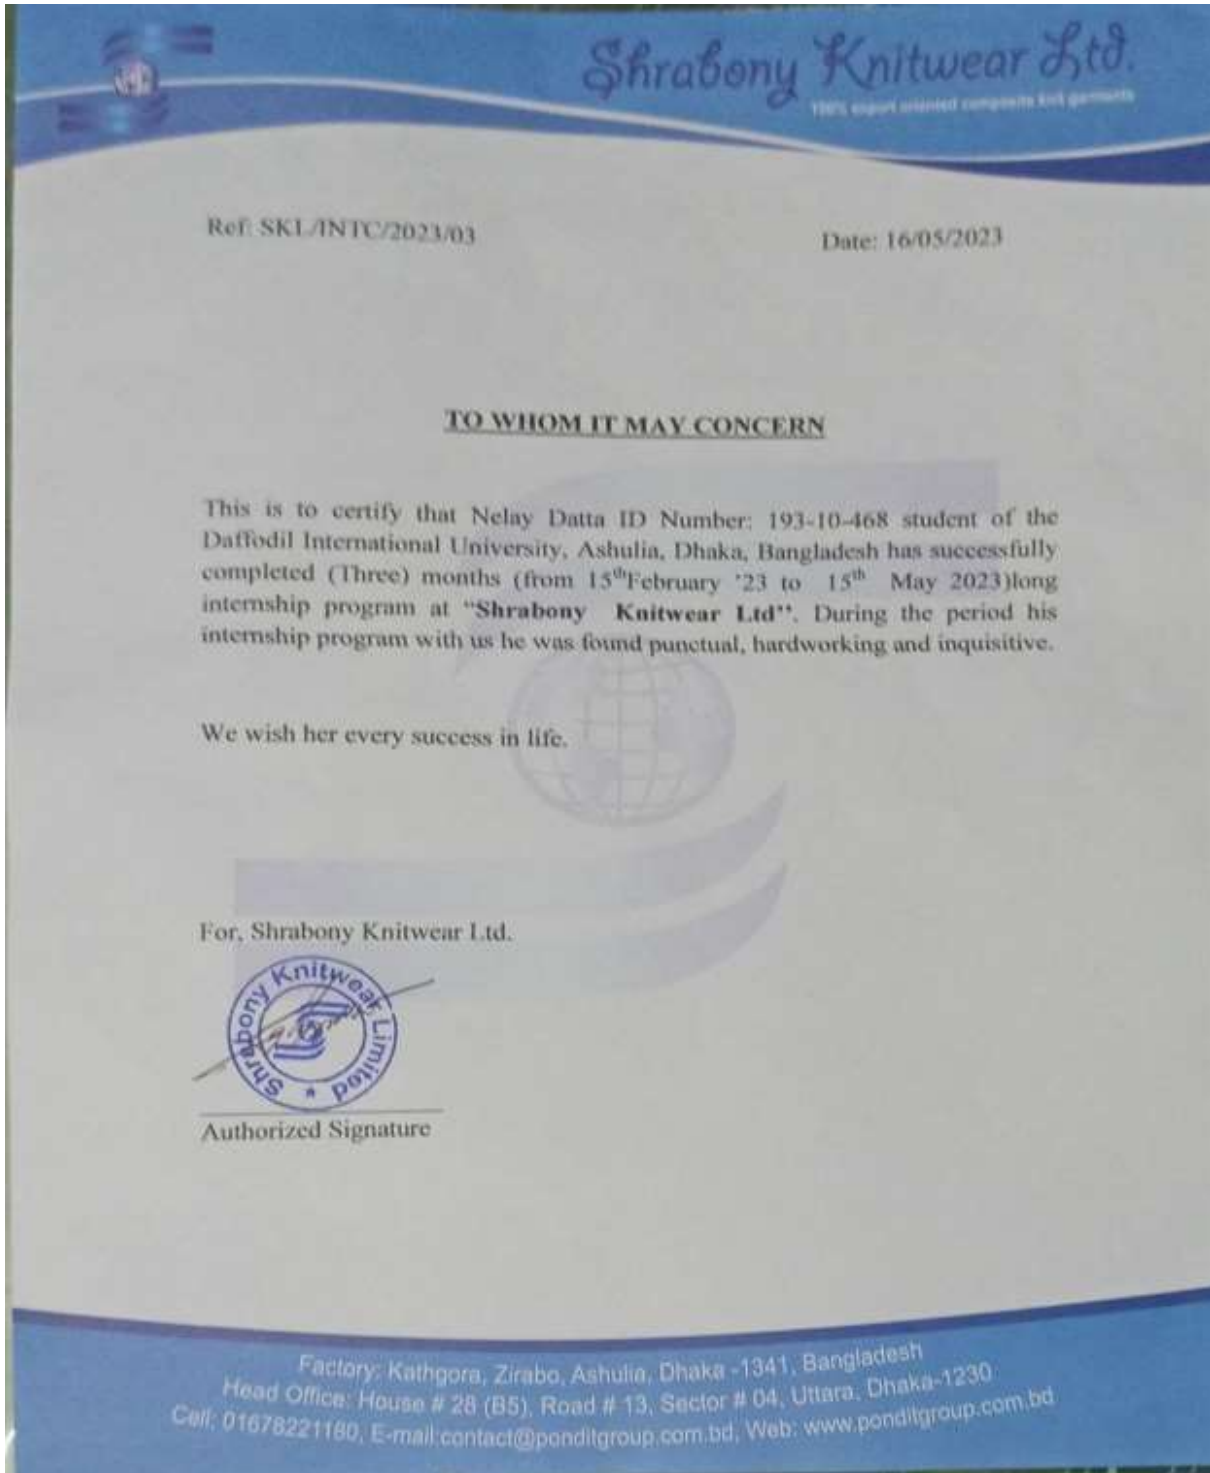 Shrabony Knitwear Ltd.
100% export oriented composite knit garments
Ref: SKL/INTC/2023/03
Date: 16/05/2023
TO WHOM IT MAY CONCERN
This is to certify that Nelay Datta ID Number: 193-10-468 student of the
Daffodil International University, Ashulia, Dhaka, Bangladesh has successfully
completed (Three) months (from 15thFebruary '23 to 15th May 2023)long
internship program at "Shrabony Knitwear Ltd". During the period his
internship program with us he was found punctual, hardworking and inquisitive.
We wish her every success in life.
For, Shrabony Knitwear Ltd.
Shrabony Knitwear Limited
Authorized Signature
Factory: Kathgora, Zirabo, Ashulia, Dhaka -1341, Bangladesh
Head Office: House # 28 (B5), Road # 13, Sector # 04, Uttara, Dhaka-1230
Cell: 01678221180, E-mail:contact@ponditgroup.com.bd, Web: www.ponditgroup.com.bd